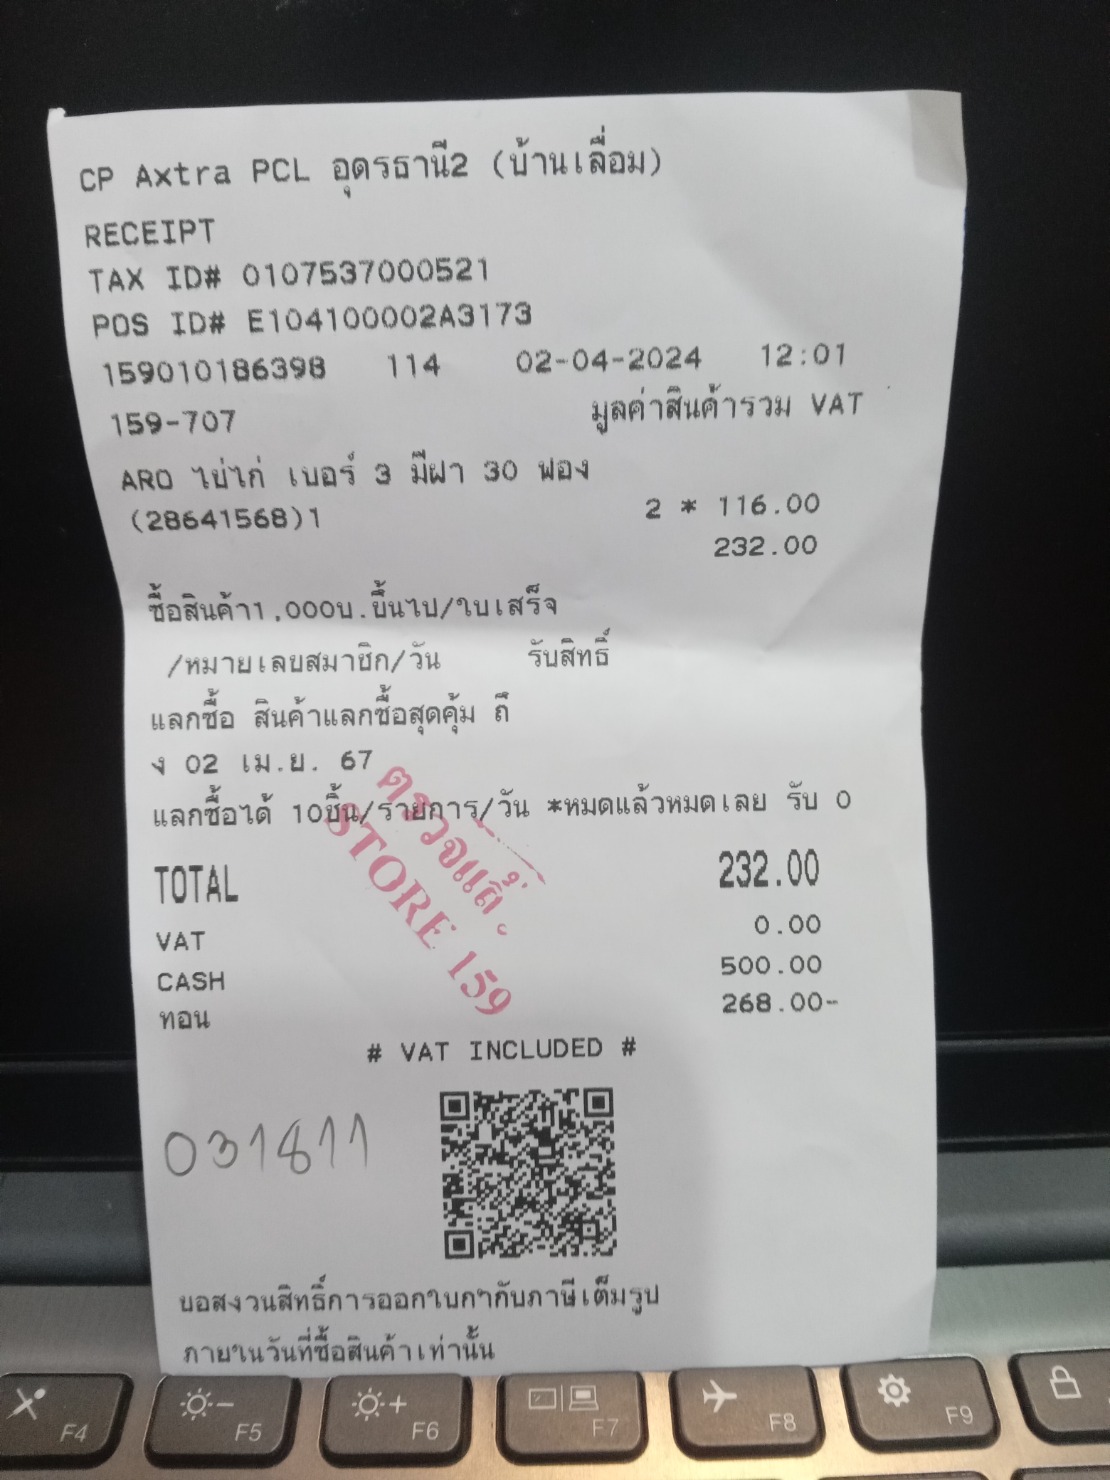 CP Axtra PCL อุดรธานี2 (บ้านเลื่อม)
RECEIPT
TAX ID# 0107537000521
POS ID# E104100002A3173
159010186398 114 02-04-2024 12:01
159-707 มูลค่าสินค้ารวม VAT
ARO ไข่ไก่ เบอร์ 3 มีฝา 30 ฟอง
(28641568)1 2 * 116.00
232.00
ซื้อสินค้า1,000บ.ขึ้นไป/ใบเสร็จ
/หมายเลขสมาชิก/วัน รับสิทธิ์
แลกซื้อ สินค้าแลกซื้อสุดคุ้ม ถึ
ง 02 เม.ย. 67
แลกซื้อได้ 10ชิ้น/รายการ/วัน *หมดแล้วหมดเลย รับ 0
ตรวจแล้ว
STORE 159
TOTAL 232.00
VAT 0.00
CASH 500.00
ทอน 268.00-
# VAT INCLUDED #
031811
ขอสงวนสิทธิ์การออกใบกำกับภาษีเต็มรูป
ภายในวันที่ซื้อสินค้าเท่านั้น
F4 F5 F6 F7 F8 F9